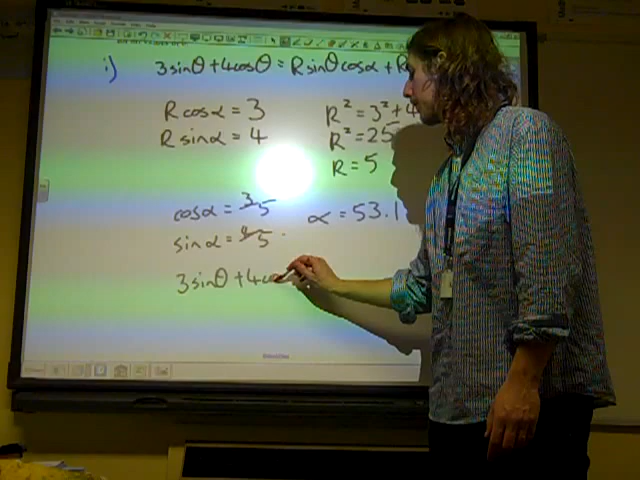 i) 3sinθ + 4cosθ = Rsinθcosα + R
Rcosα = 3
R² = 3² + 4
Rsinα = 4
R² = 25
R = 5
cosα = 3/5
α = 53.1
sinα = 4/5
3sinθ + 4cos